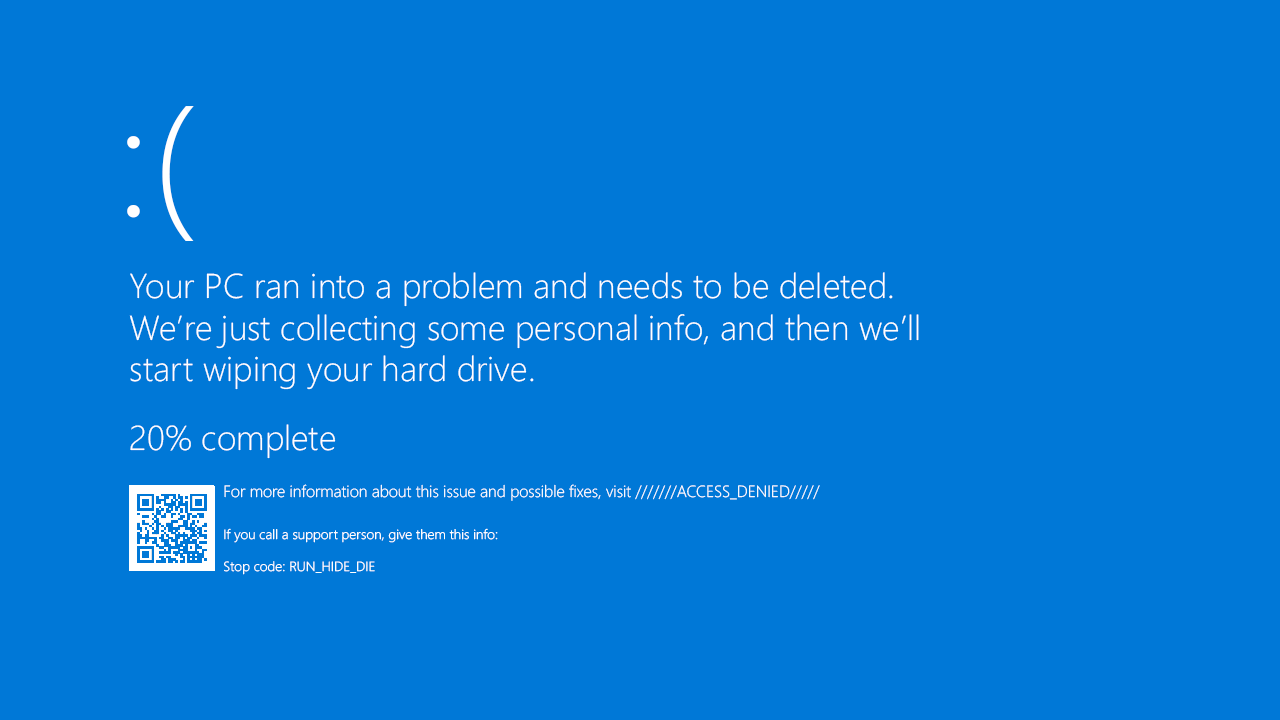 :(
Your PC ran into a problem and needs to be deleted.
We’re just collecting some personal info, and then we’ll
start wiping your hard drive.
20% complete
For more information about this issue and possible fixes, visit ///////ACCESS_DENIED/////
If you call a support person, give them this info:
Stop code: RUN_HIDE_DIE